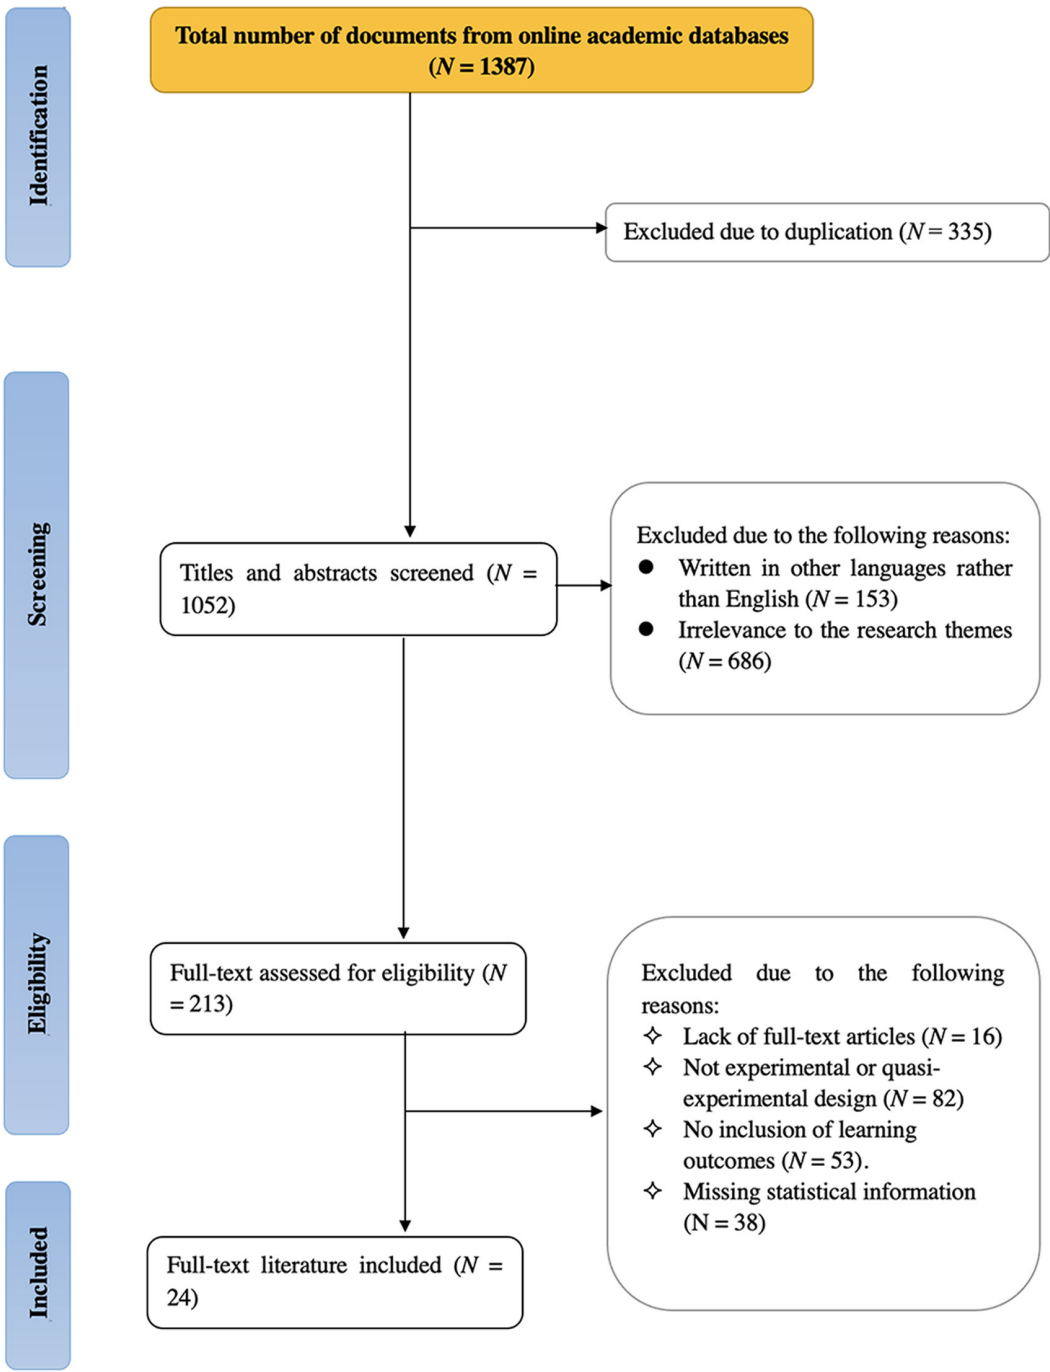 Identification
Total number of documents from online academic databases
(N = 1387)
Excluded due to duplication (N = 335)
Screening
Titles and abstracts screened (N =
1052)
Excluded due to the following reasons:
● Written in other languages rather
than English (N = 153)
● Irrelevance to the research themes
(N = 686)
Eligibility
Full-text assessed for eligibility (N
= 213)
Excluded due to the following
reasons:
✧ Lack of full-text articles (N = 16)
✧ Not experimental or quasi-
experimental design (N = 82)
✧ No inclusion of learning
outcomes (N = 53).
✧ Missing statistical information
(N = 38)
Included
Full-text literature included (N =
24)